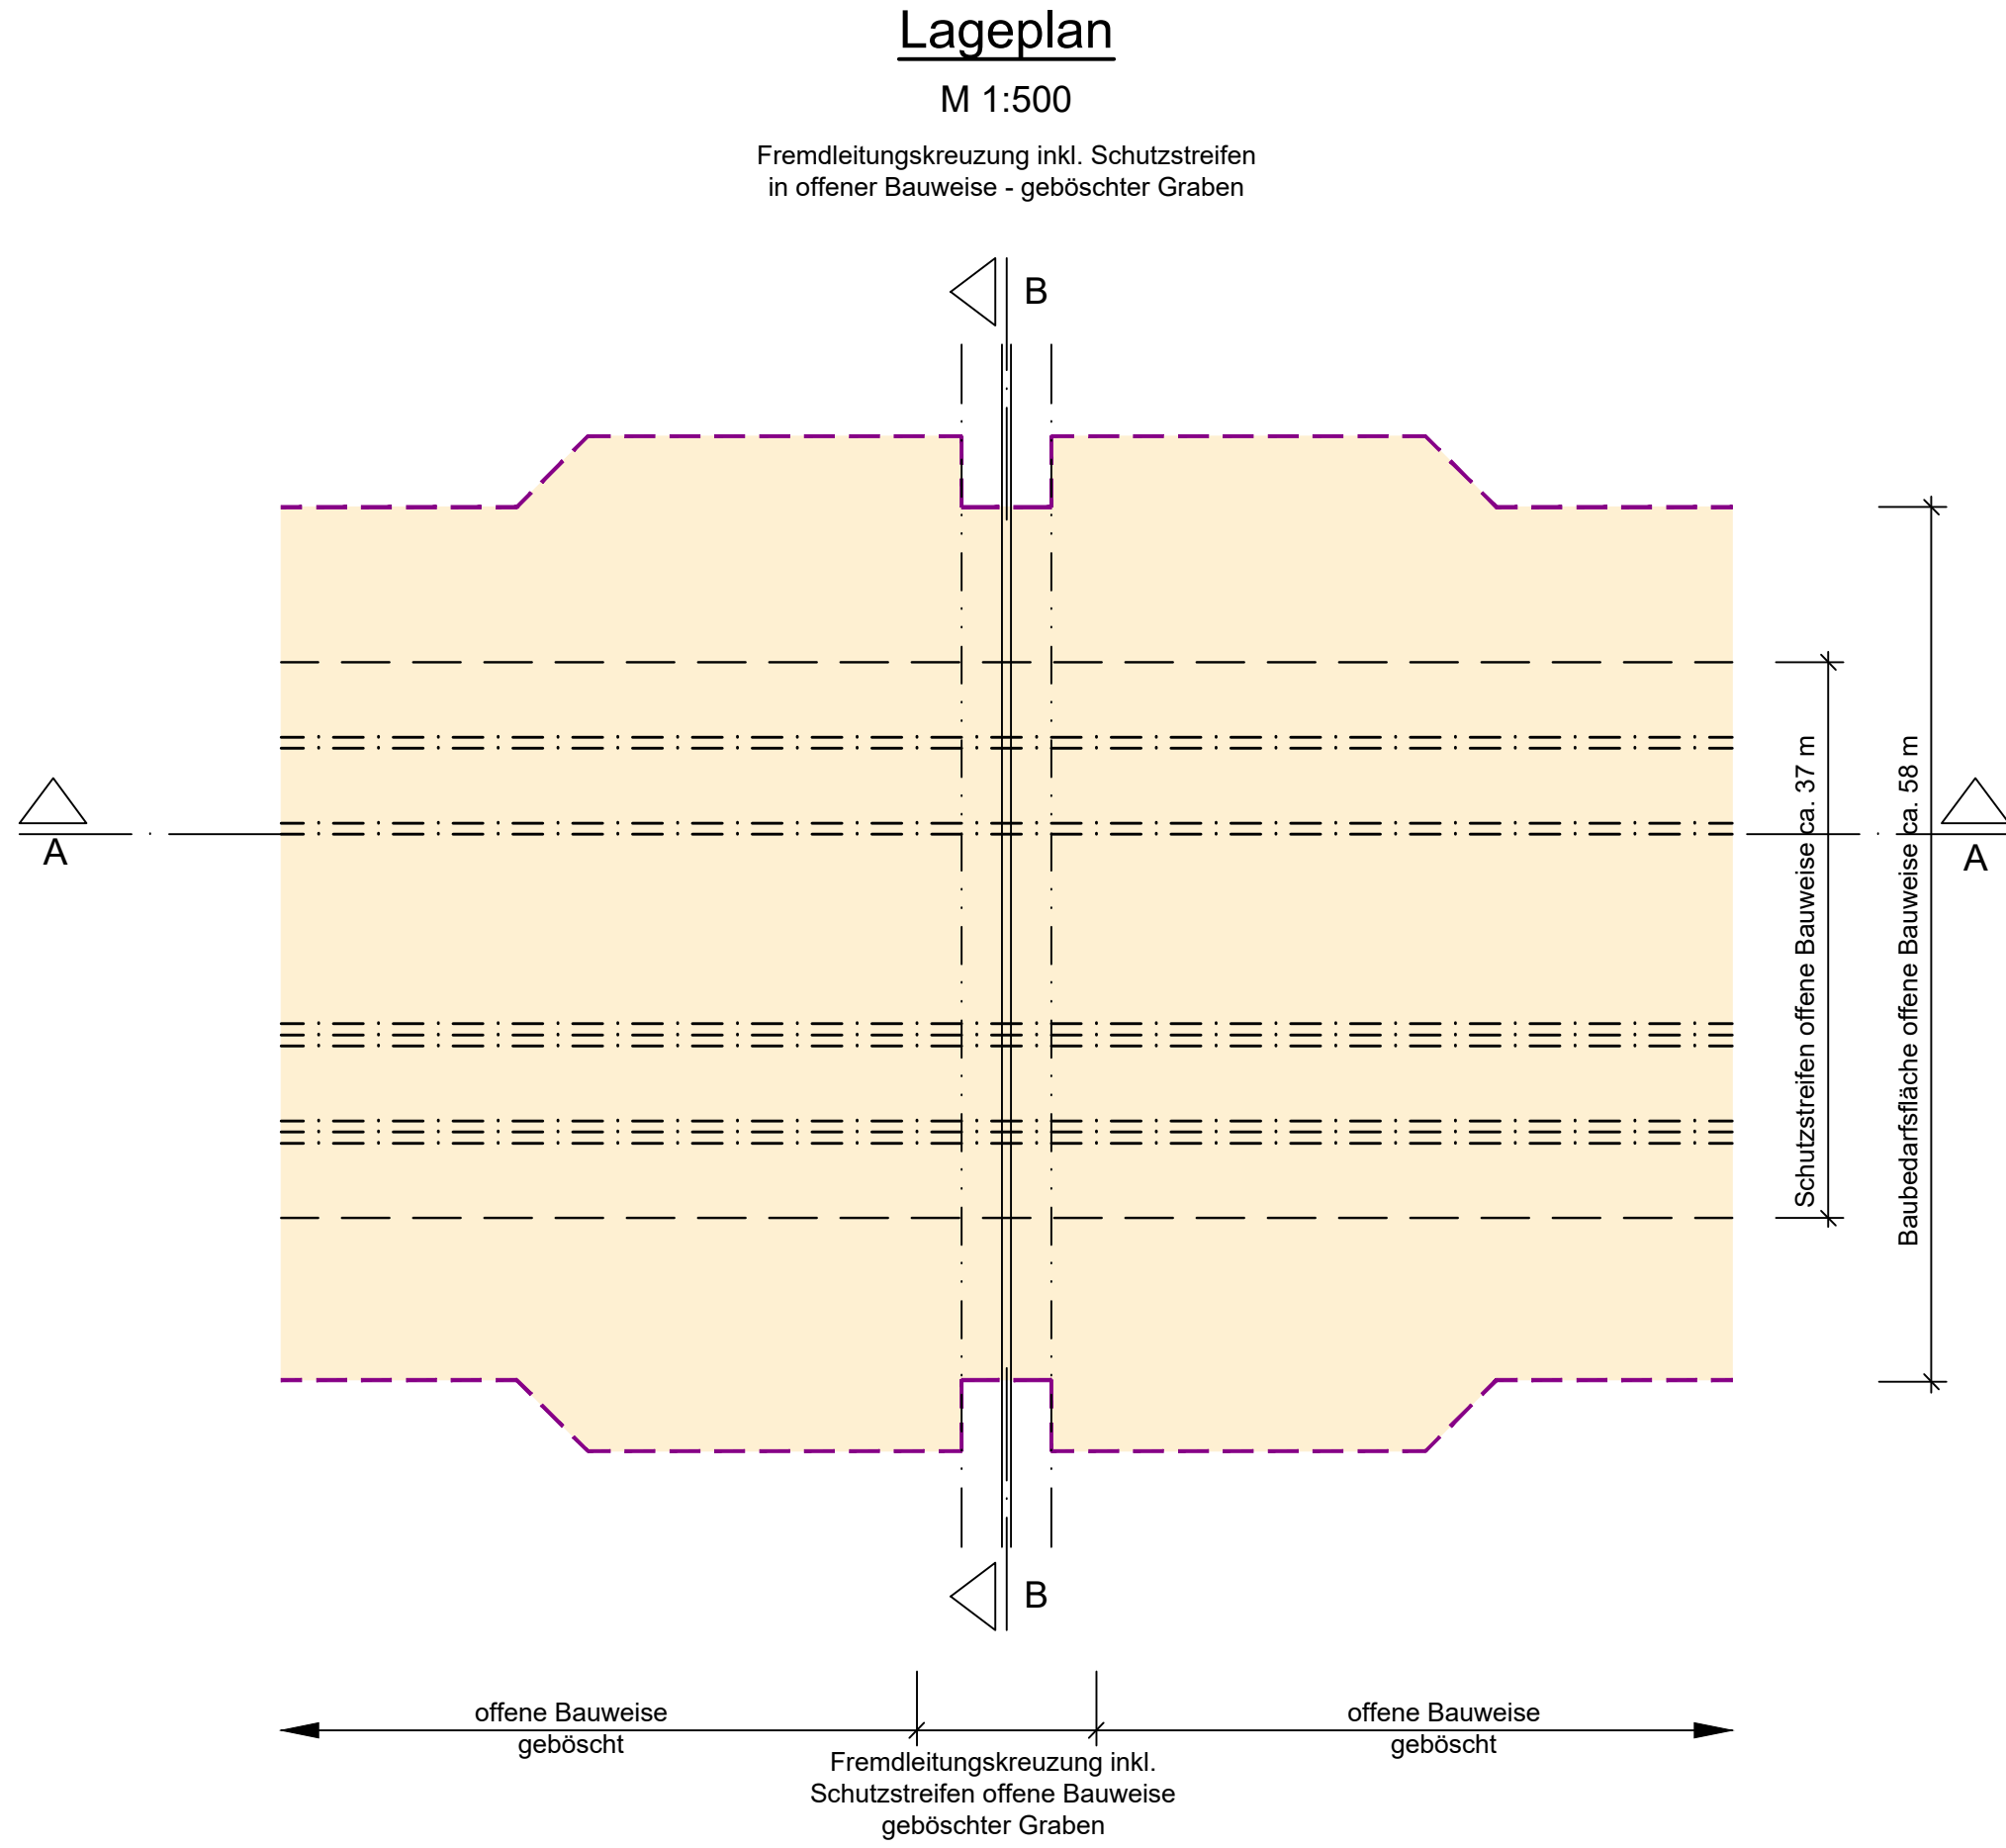 Lageplan
M 1:500
Fremdleitungskreuzung inkl. Schutzstreifen
in offener Bauweise - geböschter Graben
B
A
Schutzstreifen offene Bauweise ca. 37 m
Baubedarfsfläche offene Bauweise ca. 58 m
A
B
offene Bauweise
geböscht
Fremdleitungskreuzung inkl.
Schutzstreifen offene Bauweise
geböschter Graben
offene Bauweise
geböscht